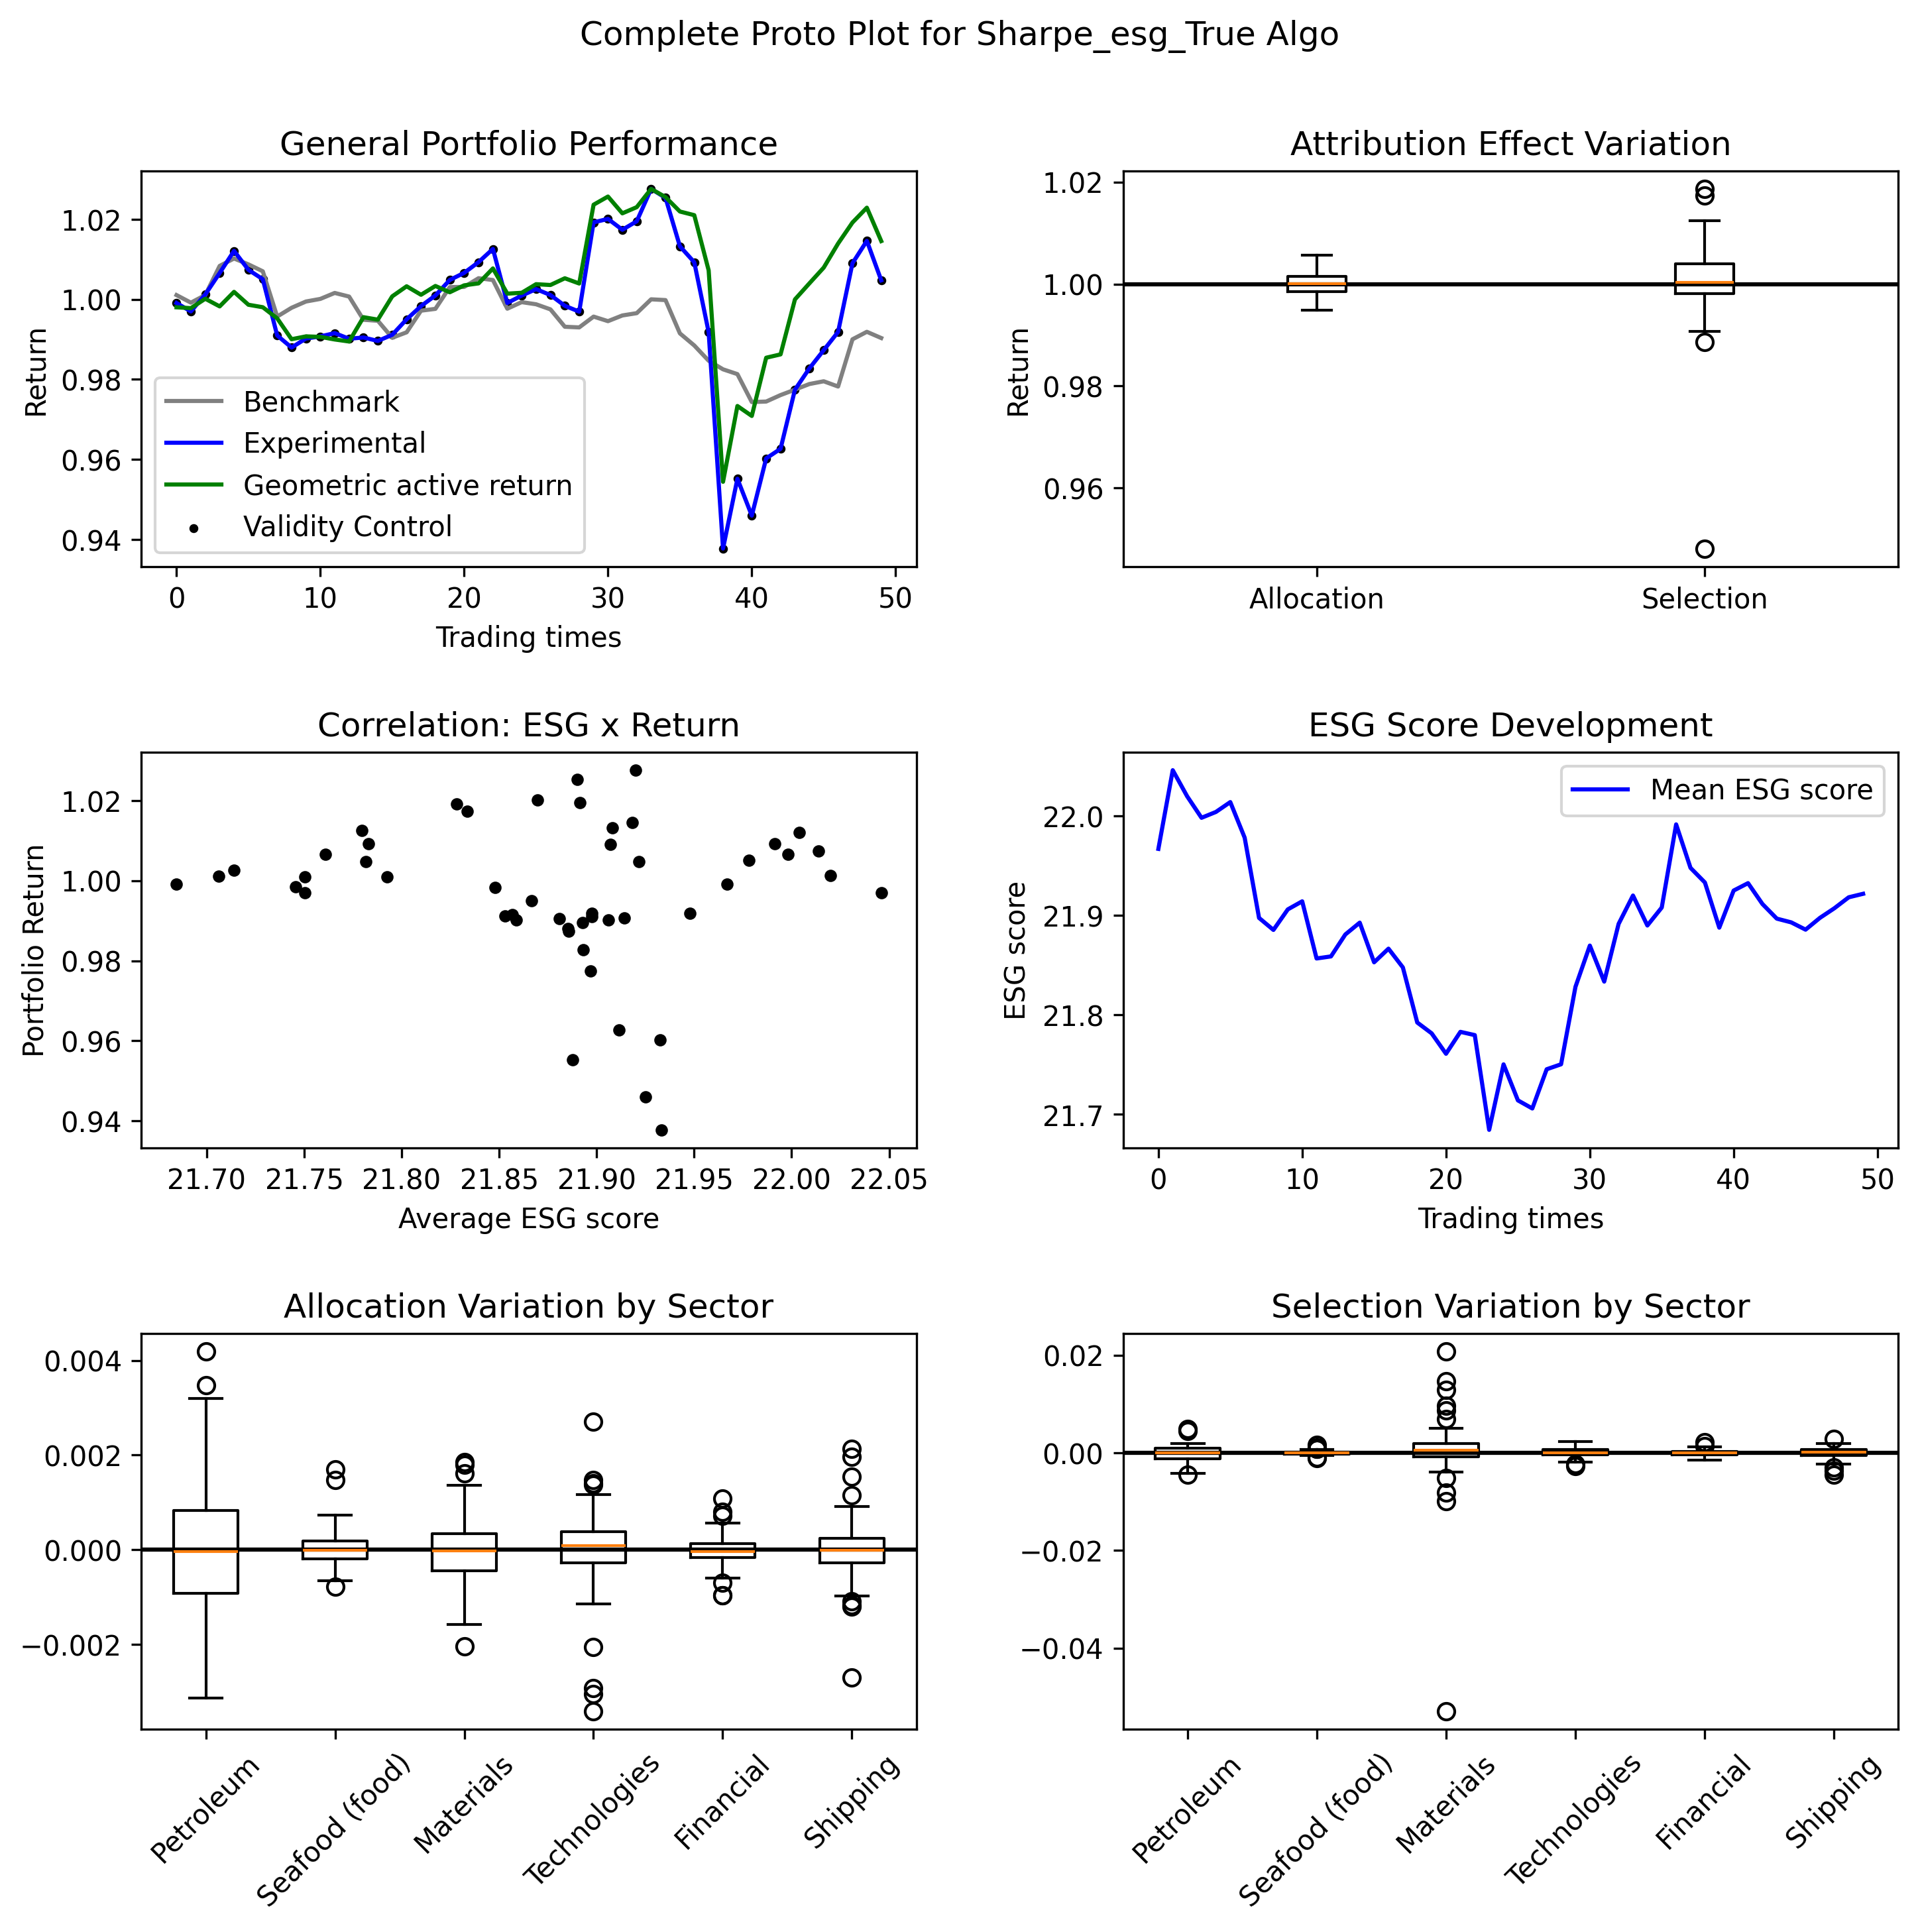 Complete Proto Plot for Sharpe_esg_True Algo
General Portfolio Performance
Return
1.02
1.00
0.98
0.96
0.94
Benchmark
Experimental
Geometric active return
Validity Control
0 10 20 30 40 50
Trading times
Attribution Effect Variation
Return
1.02
1.00
0.98
0.96
Allocation Selection
Correlation: ESG x Return
Portfolio Return
1.02
1.00
0.98
0.96
0.94
21.70 21.75 21.80 21.85 21.90 21.95 22.00 22.05
Average ESG score
ESG Score Development
ESG score
22.0
21.9
21.8
21.7
Mean ESG score
0 10 20 30 40 50
Trading times
Allocation Variation by Sector
0.004
0.002
0.000
−0.002
Petroleum
Seafood (food)
Materials
Technologies
Financial
Shipping
Selection Variation by Sector
0.02
0.00
−0.02
−0.04
Petroleum
Seafood (food)
Materials
Technologies
Financial
Shipping